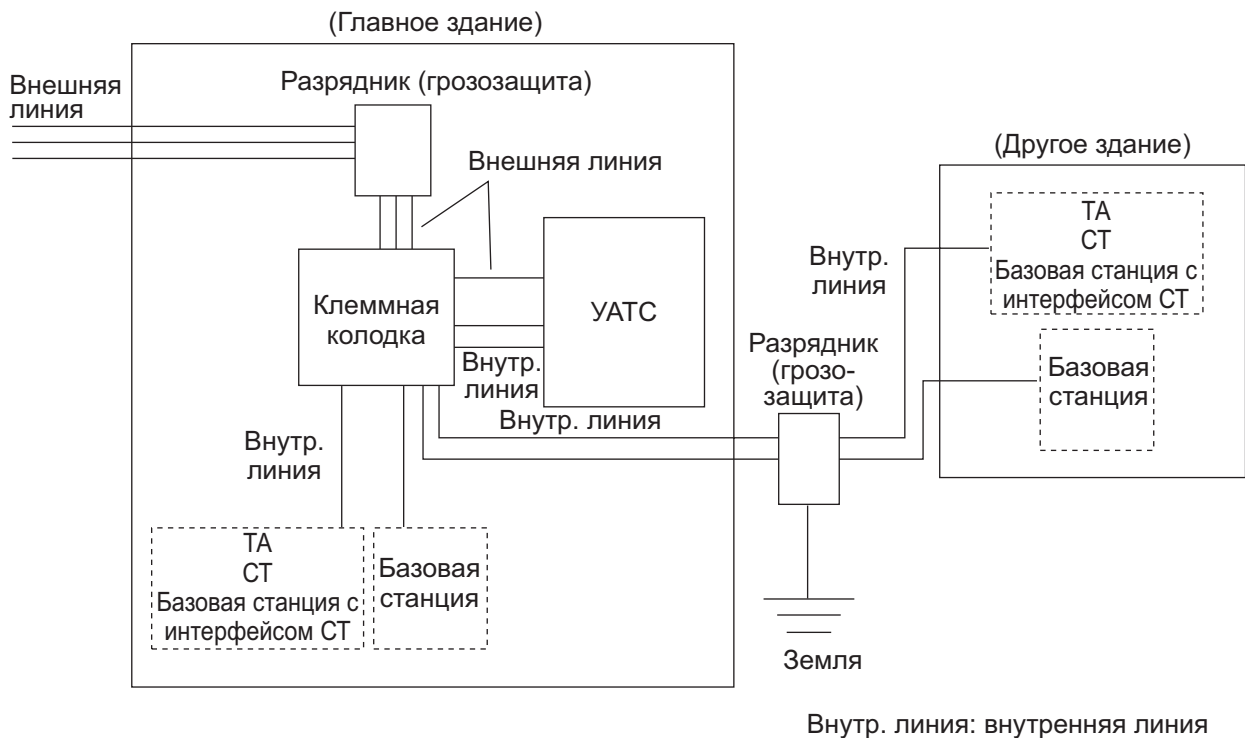 (Главное здание)
Внешняя
линия
Разрядник (грозозащита)
Внешняя линия
Клеммная
колодка
УАТС
Внутр.
линия
Внутр. линия
Внутр.
линия
ТА
СТ
Базовая станция с
интерфейсом СТ
Базовая
станция
(Другое здание)
ТА
СТ
Базовая станция с
интерфейсом СТ
Внутр.
линия
Базовая
станция
Разрядник
(грозо-
защита)
Земля
Внутр. линия: внутренняя линия